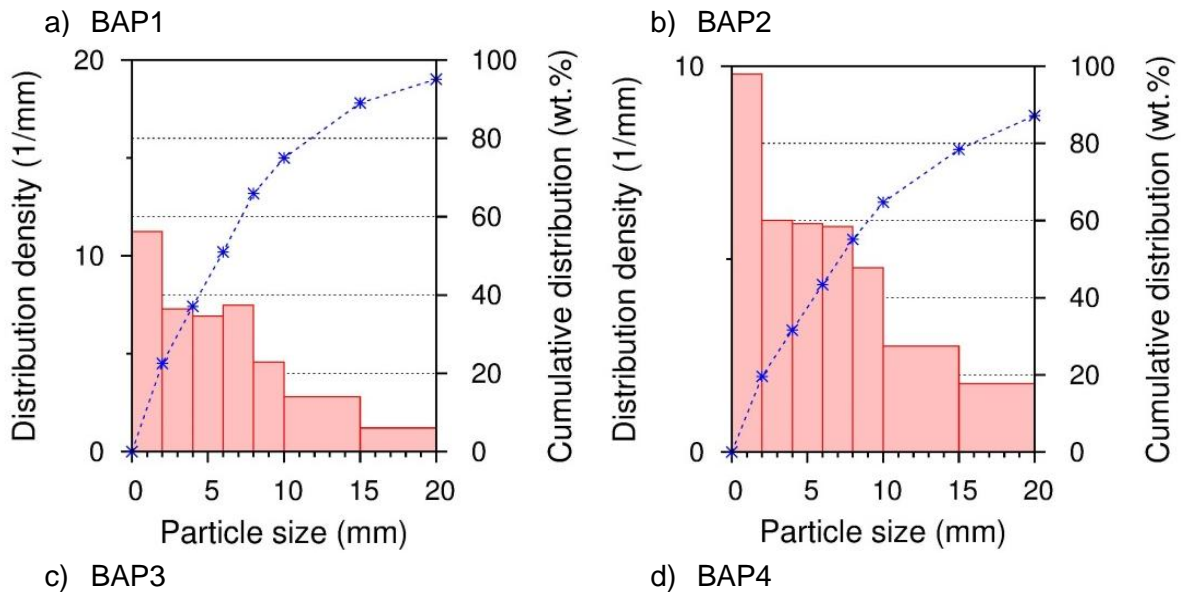 a) BAP1
20
10
0
Distribution density (1/mm)
100
80
60
40
20
0
Cumulative distribution (wt.%)
0 5 10 15 20
Particle size (mm)
b) BAP2
10
0
Distribution density (1/mm)
100
80
60
40
20
0
Cumulative distribution (wt.%)
0 5 10 15 20
Particle size (mm)
c) BAP3
d) BAP4